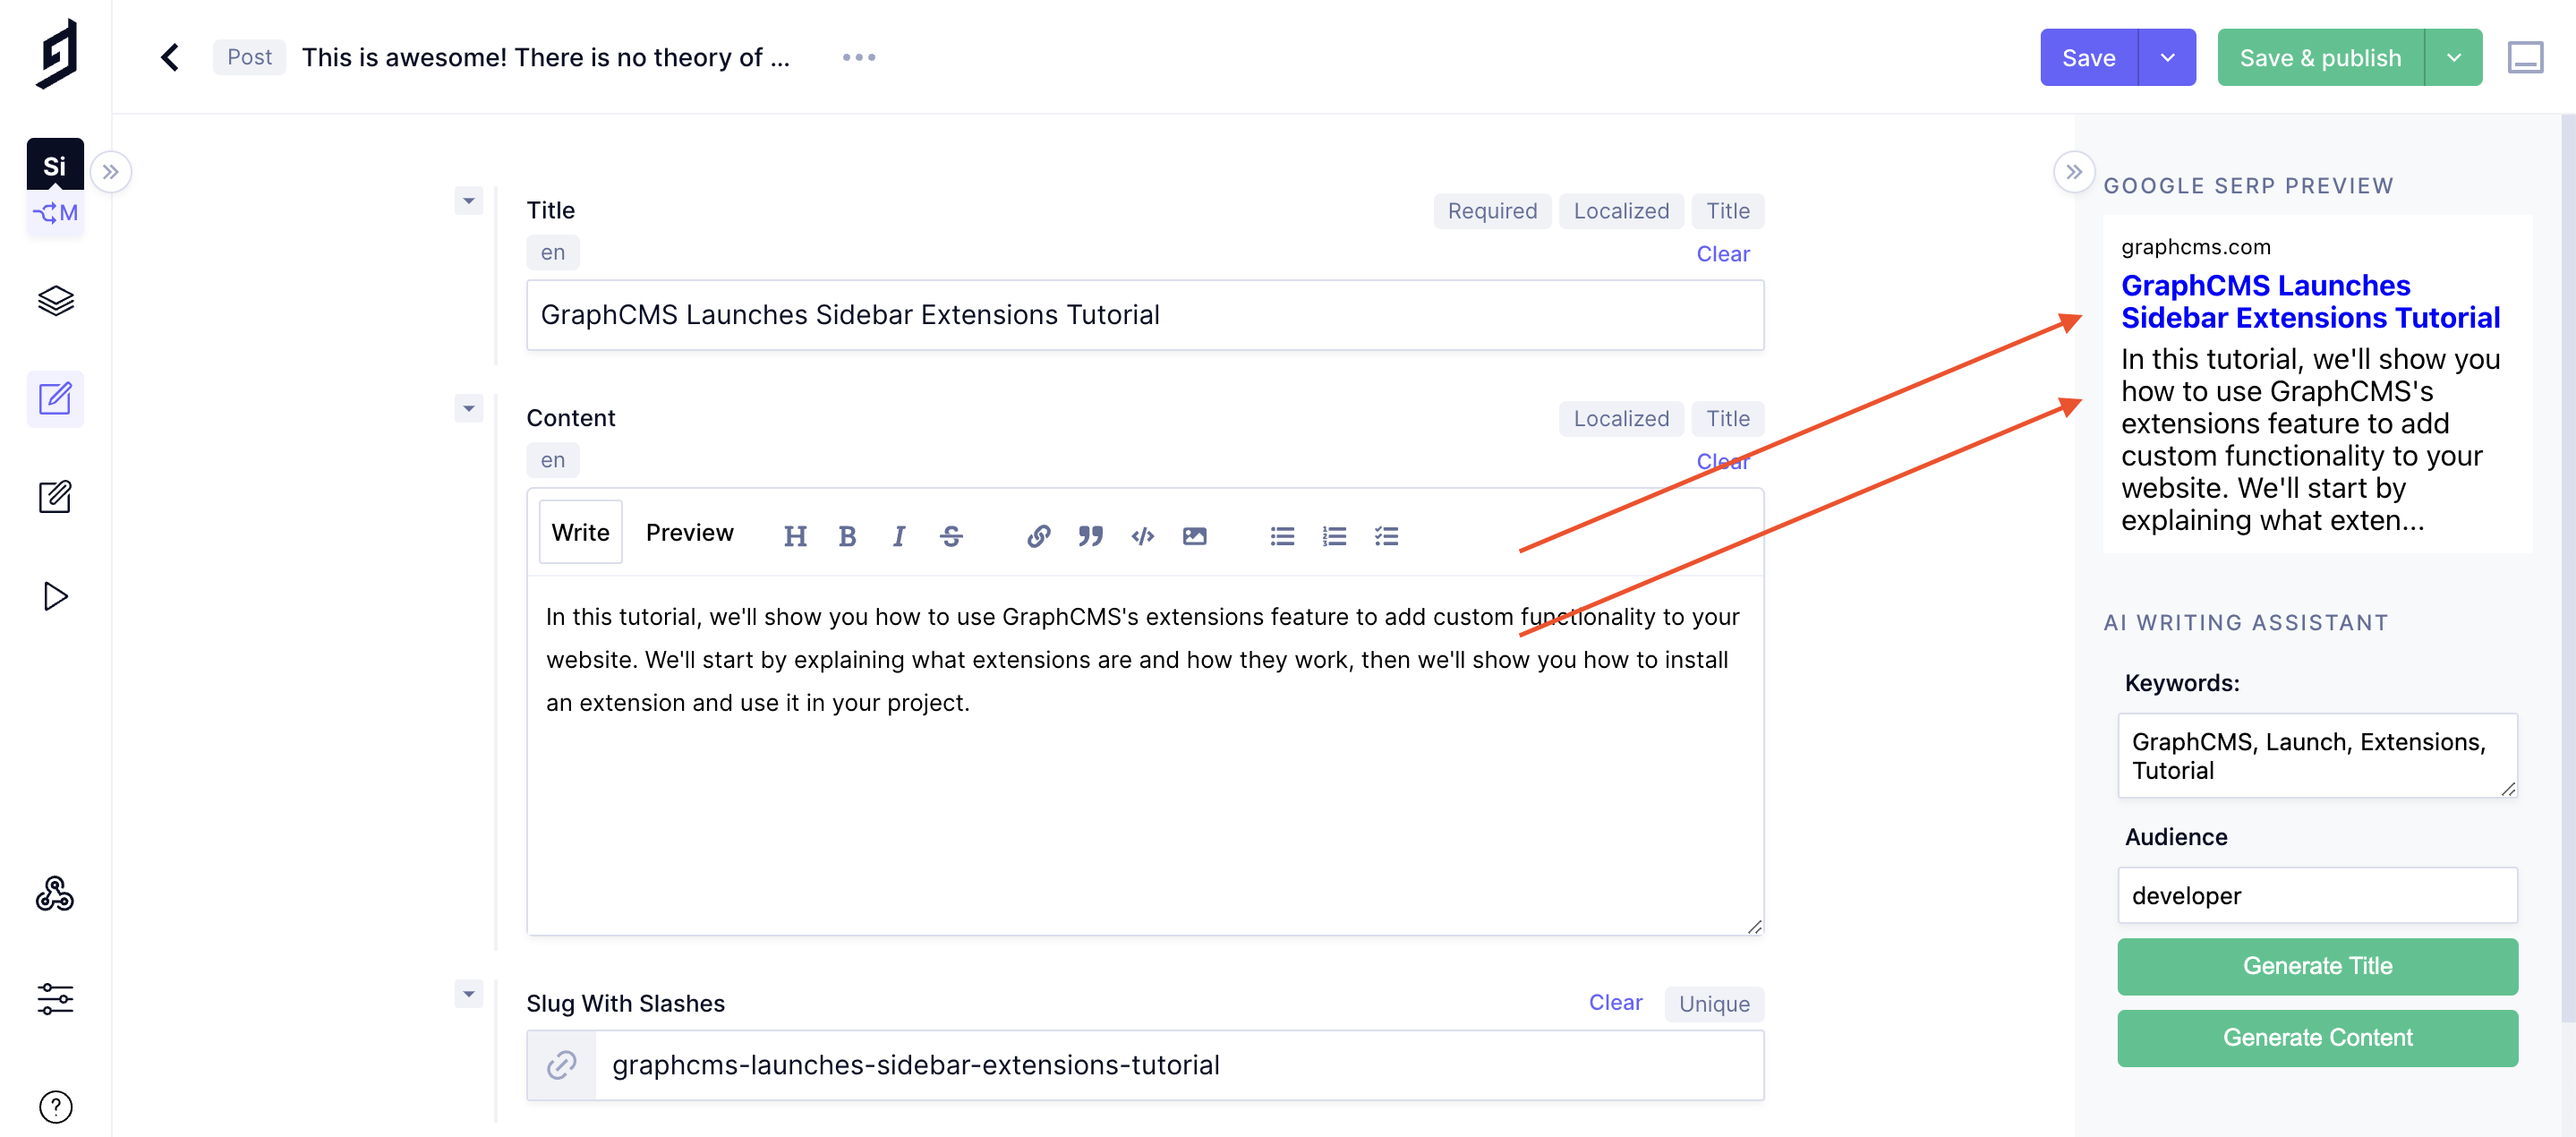 Post This is awesome! There is no theory of ...
Save
Save & publish
Si
M
Title
Required Localized Title
en
Clear
GraphCMS Launches Sidebar Extensions Tutorial
Content
Localized Title
en
Clear
Write Preview H B I S
In this tutorial, we'll show you how to use GraphCMS's extensions feature to add custom functionality to your
website. We'll start by explaining what extensions are and how they work, then we'll show you how to install
an extension and use it in your project.
Slug With Slashes
Clear Unique
graphcms-launches-sidebar-extensions-tutorial
GOOGLE SERP PREVIEW
graphcms.com
GraphCMS Launches
Sidebar Extensions Tutorial
In this tutorial, we'll show you
how to use GraphCMS's
extensions feature to add
custom functionality to your
website. We'll start by
explaining what exten...
AI WRITING ASSISTANT
Keywords:
GraphCMS, Launch, Extensions,
Tutorial
Audience
developer
Generate Title
Generate Content